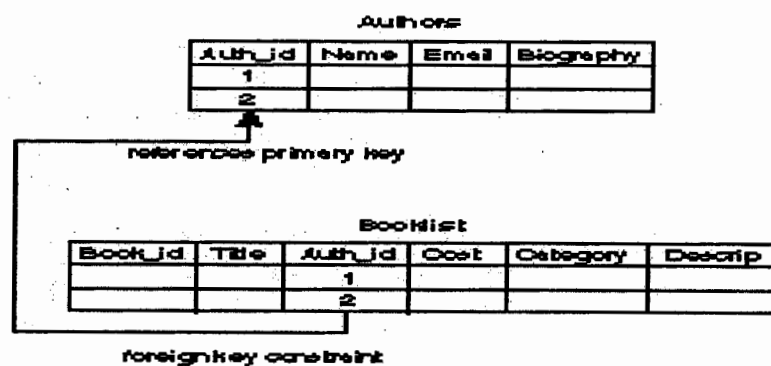 Authors
Auth_id Name Email Biography
1
2
references primary key
Booklist
Book_id Title Auth_id Cost Category Descrip
1
2
foreign key constraint